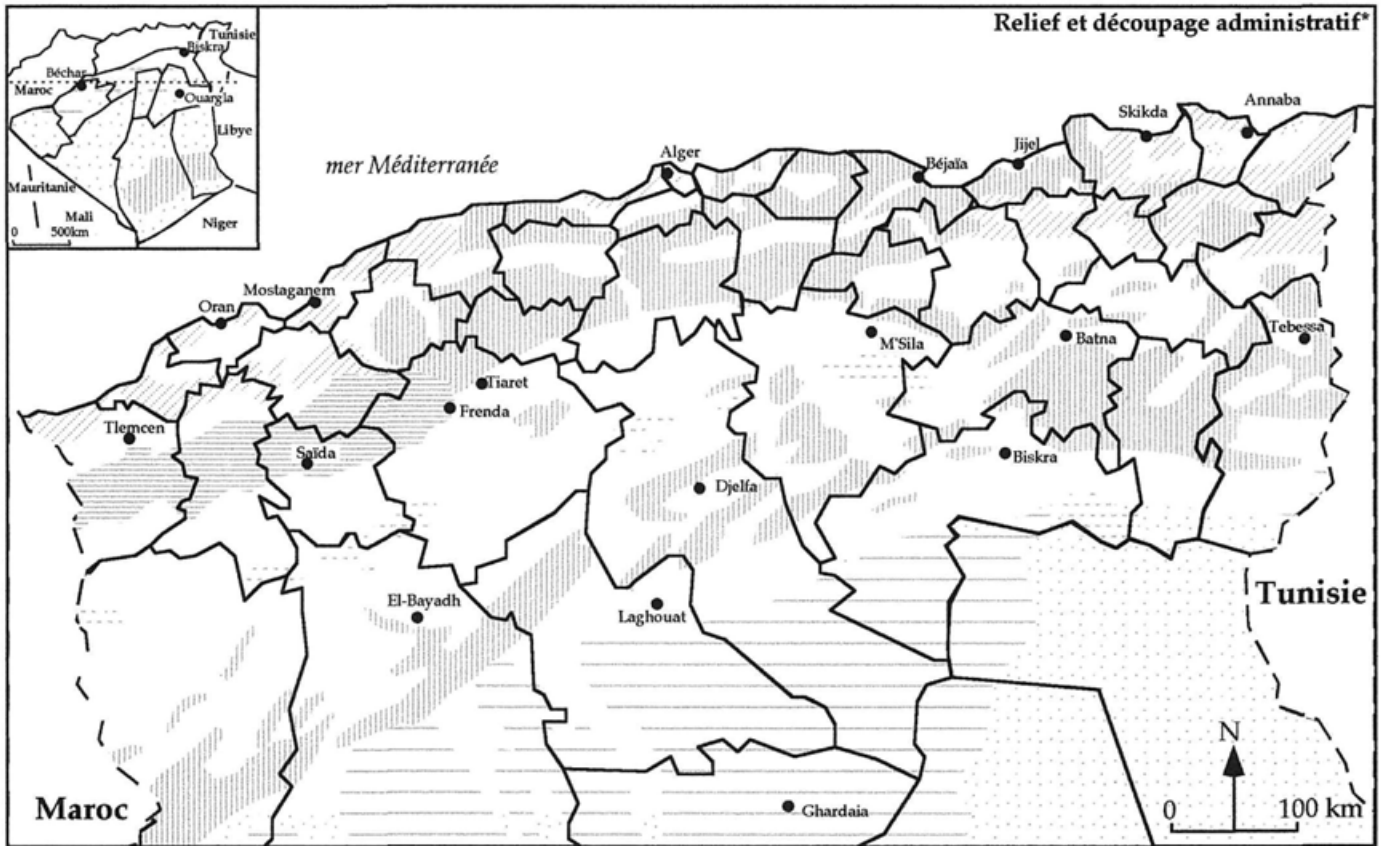 Relief et découpage administratif*
Tunisie
Biskra
Béchar
Maroc
Ouargla
Libye
Mauritanie
Mali
Niger
0 500km
mer Méditerranée
Alger
Béjaïa
Jijel
Skikda
Annaba
Mostaganem
Oran
M'Sila
Batna
Tebessa
Tiaret
Frenda
Tlemcen
Saïda
Biskra
Djelfa
El-Bayadh
Laghouat
Tunisie
Maroc
Ghardaia
N
0 100 km